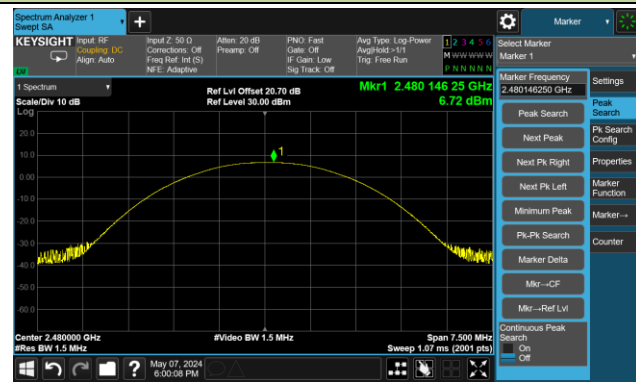 Spectrum Analyzer 1
Swept SA
Marker
KEYSIGHT
Input: RF
Coupling: DC
Align: Auto
Input Z: 50 Ω
Corrections: Off
Freq Ref: Int (S)
NFE: Adaptive
Atten: 20 dB
Preamp: Off
PNO: Fast
Gate: Off
IF Gain: Low
Sig Track: Off
Avg Type: Log-Power
Avg|Hold:>1/1
Trig: Free Run
1 2 3 4 5 6
M W W W W W
P N N N N N
LXI
Select Marker
Marker 1
1 Spectrum
Scale/Div 10 dB
Log
Ref Lvl Offset 20.70 dB
Ref Level 30.00 dBm
Mkr1 2.480 146 25 GHz
6.72 dBm
20.0
10.0
0.00
-10.0
-20.0
-30.0
-40.0
-50.0
-60.0
1
Center 2.480000 GHz
#Res BW 1.5 MHz
#Video BW 1.5 MHz
Span 7.500 MHz
Sweep 1.07 ms (2001 pts)
Marker Frequency
2.480146250 GHz
Peak Search
Next Peak
Next Pk Right
Next Pk Left
Minimum Peak
Pk-Pk Search
Marker Delta
Mkr→CF
Mkr→Ref Lvl
Continuous Peak
Search
On
Off
Settings
Peak
Search
Pk Search
Config
Properties
Marker
Function
Marker→
Counter
May 07, 2024
6:00:08 PM